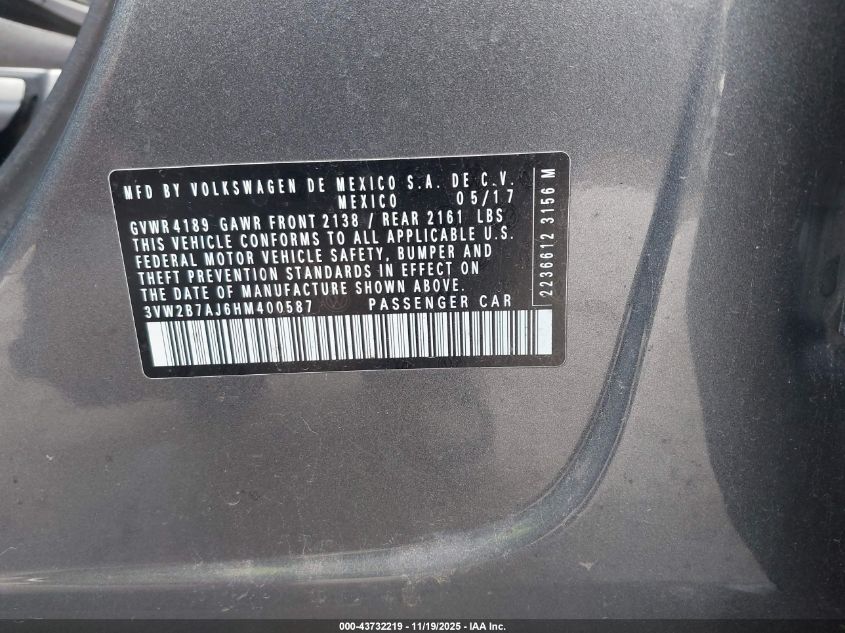 MFD BY VOLKSWAGEN DE MEXICO S.A. DE C.V.
MEXICO 05/17
GVWR 4189 GAWR FRONT 2138 / REAR 2161 LBS
THIS VEHICLE CONFORMS TO ALL APPLICABLE U.S.
FEDERAL MOTOR VEHICLE SAFETY, BUMPER AND
THEFT PREVENTION STANDARDS IN EFFECT ON
THE DATE OF MANUFACTURE SHOWN ABOVE.
3VW2B7AJ6HM400587 PASSENGER CAR
2236612 3156 M
000-43732219 - 11/19/2025 - IAA Inc.